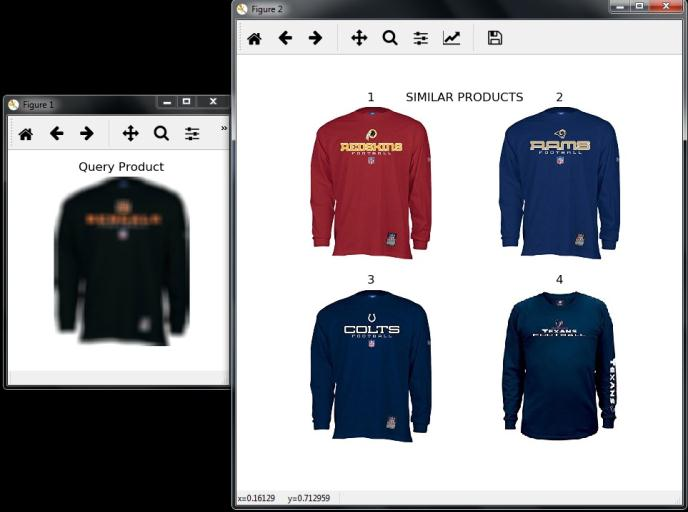 Figure 1
»
Query Product
Figure 2
1
SIMILAR PRODUCTS
2
REDSKINS
FOOTBALL
RAMS
FOOTBALL
3
4
COLTS
FOOTBALL
TEXANS
FOOTBALL
TEXANS
x=0.16129 y=0.712959